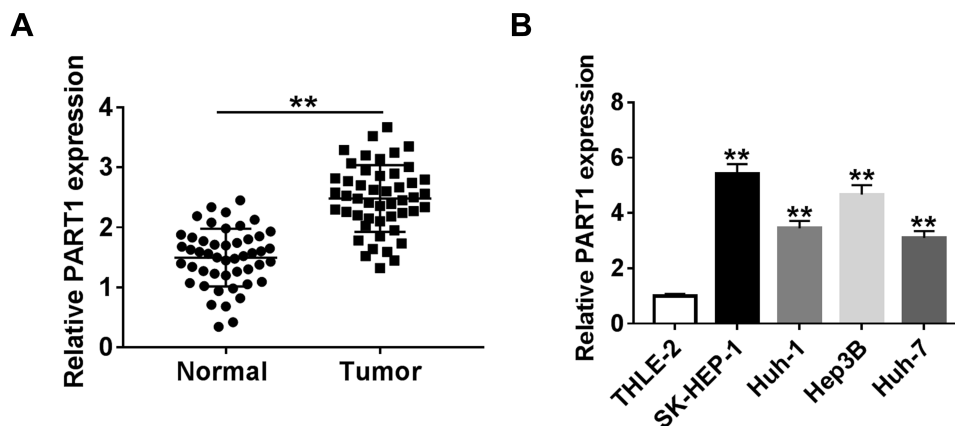 A
Relative PART1 expression
4
3
2
1
0
**
Normal
Tumor
B
Relative PART1 expression
8
6
4
2
0
**
**
**
**
THLE-2
SK-HEP-1
Huh-1
Hep3B
Huh-7